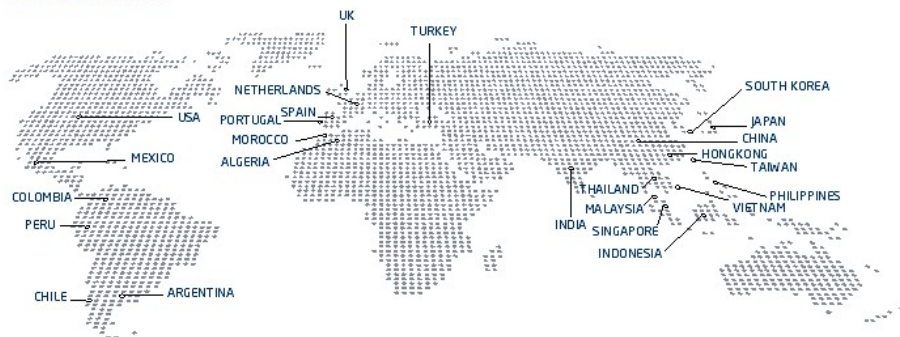 UK
TURKEY
SOUTH KOREA
NETHERLANDS
SPAIN
USA
PORTUGAL
JAPAN
MOROCCO
CHINA
HONGKONG
MEXICO
ALGERIA
TAIWAN
COLOMBIA
THAILAND
PHILIPPINES
MALAYSIA
VIETNAM
PERU
INDIA
SINGAPORE
INDONESIA
CHILE
ARGENTINA